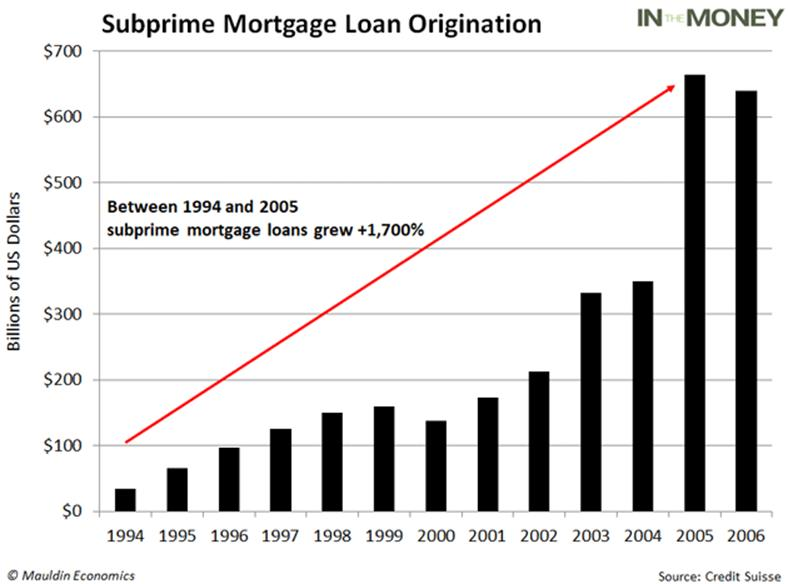 Subprime Mortgage Loan Origination
IN THE MONEY
$700
$600
$500
$400
$300
$200
$100
$0
Billions of US Dollars
Between 1994 and 2005
subprime mortgage loans grew +1,700%
1994 1995 1996 1997 1998 1999 2000 2001 2002 2003 2004 2005 2006
© Mauldin Economics
Source: Credit Suisse